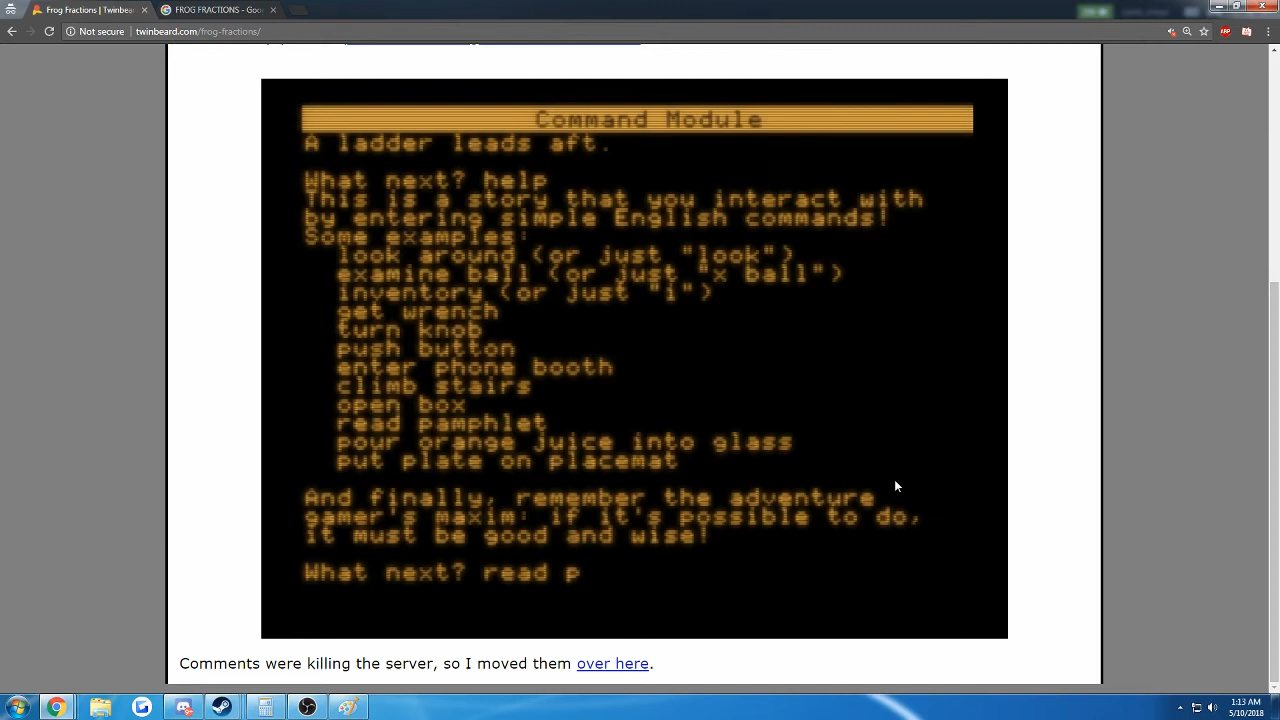 Frog Fractions | Twinbea
FROG FRACTIONS - Goo
Not secure | twinbeard.com/frog-fractions/
ABP
Command Module
A ladder leads aft.
What next? help
This is a story that you interact with
by entering simple English commands!
Some examples:
look around (or just "look")
examine ball (or just "x ball")
inventory (or just "i")
get wrench
turn knob
push button
enter phone booth
climb stairs
open box
read pamphlet
pour orange juice into glass
put plate on placemat
And finally, remember the adventure
gamer's maxim: if it's possible to do,
it must be good and wise!
What next? read p
Comments were killing the server, so I moved them over here.
1:13 AM
5/10/2018